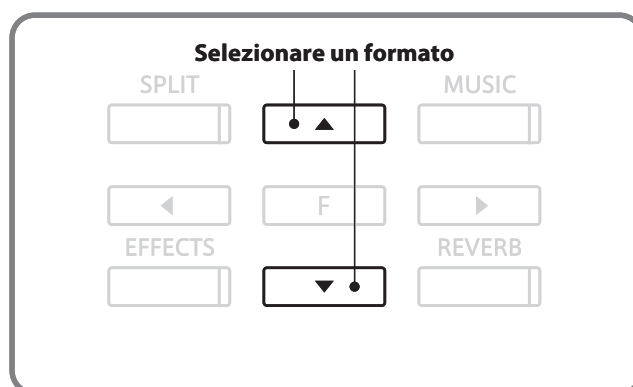 Selezionare un formato
SPLIT
MUSIC
F
EFFECTS
REVERB